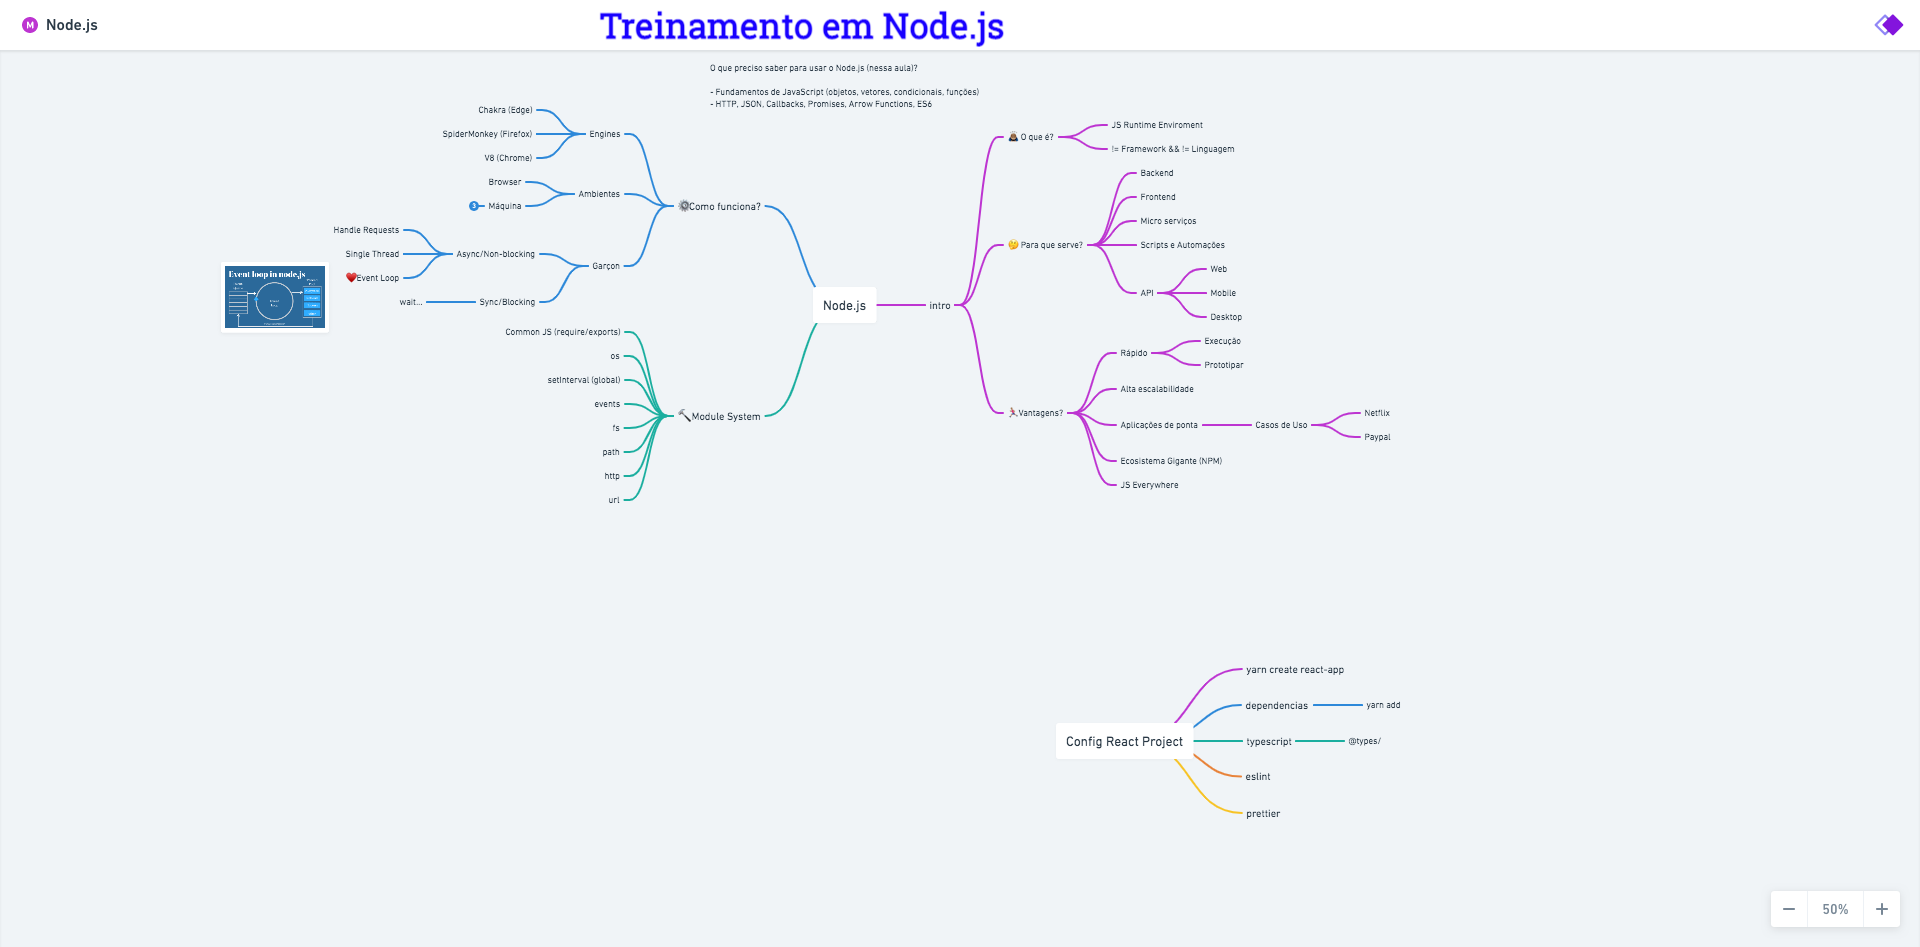 M Node.js
Treinamento em Node.js
O que preciso saber para usar o Node.js (nessa aula)?
- Fundamentos de JavaScript (objetos, vetores, condicionais, funções)
- HTTP, JSON, Callbacks, Promises, Arrow Functions, ES6
Node.js
Como funciona?
Engines
Chakra (Edge)
SpiderMonkey (Firefox)
V8 (Chrome)
Ambientes
Browser
Máquina
3
Garçon
Async/Non-blocking
Handle Requests
Single Thread
Event Loop
Event loop in node.js
Sync/Blocking
wait...
Module System
Common JS (require/exports)
os
setInterval (global)
events
fs
path
http
url
intro
O que é?
JS Runtime Enviroment
!= Framework && != Linguagem
Para que serve?
Backend
Frontend
Micro serviços
Scripts e Automações
API
Web
Mobile
Desktop
Vantagens?
Rápido
Execução
Prototipar
Alta escalabilidade
Aplicações de ponta
Casos de Uso
Netflix
Paypal
Ecosistema Gigante (NPM)
JS Everywhere
Config React Project
yarn create react-app
dependencias
yarn add
typescript
@types/
eslint
prettier
50%